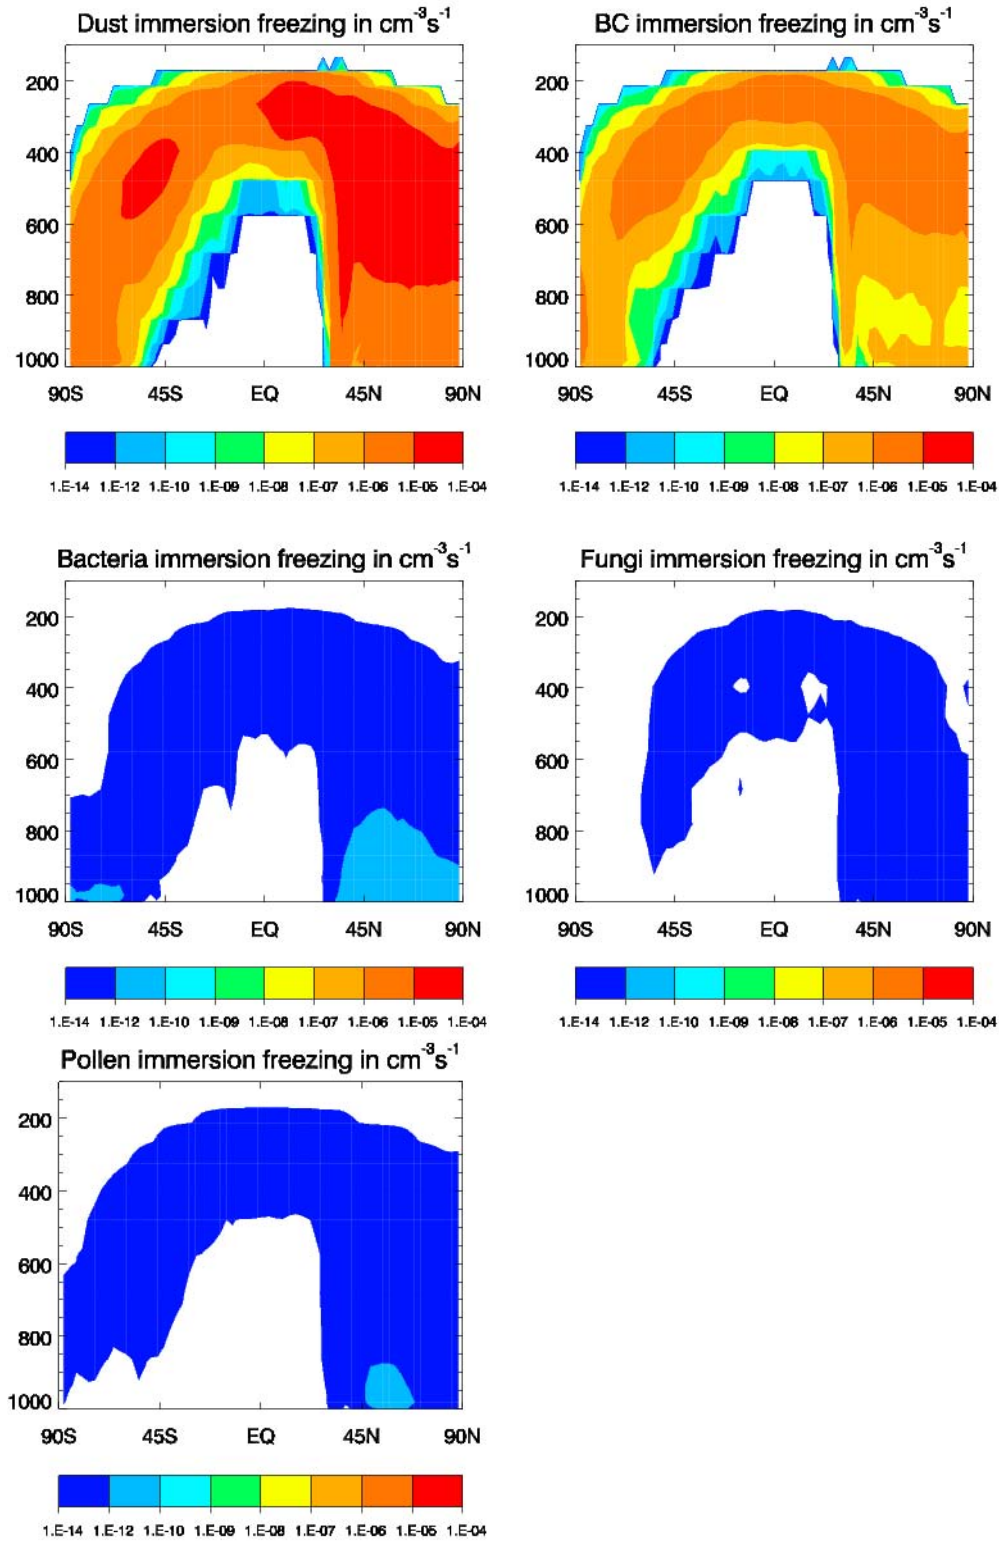 Dust immersion freezing in cm⁻³s⁻¹
BC immersion freezing in cm⁻³s⁻¹
200
400
600
800
1000
90S 45S EQ 45N 90N
200
400
600
800
1000
90S 45S EQ 45N 90N
1.E-14 1.E-12 1.E-10 1.E-09 1.E-08 1.E-07 1.E-06 1.E-05 1.E-04
1.E-14 1.E-12 1.E-10 1.E-09 1.E-08 1.E-07 1.E-06 1.E-05 1.E-04
Bacteria immersion freezing in cm⁻³s⁻¹
Fungi immersion freezing in cm⁻³s⁻¹
200
400
600
800
1000
90S 45S EQ 45N 90N
200
400
600
800
1000
90S 45S EQ 45N 90N
1.E-14 1.E-12 1.E-10 1.E-09 1.E-08 1.E-07 1.E-06 1.E-05 1.E-04
1.E-14 1.E-12 1.E-10 1.E-09 1.E-08 1.E-07 1.E-06 1.E-05 1.E-04
Pollen immersion freezing in cm⁻³s⁻¹
200
400
600
800
1000
90S 45S EQ 45N 90N
1.E-14 1.E-12 1.E-10 1.E-09 1.E-08 1.E-07 1.E-06 1.E-05 1.E-04